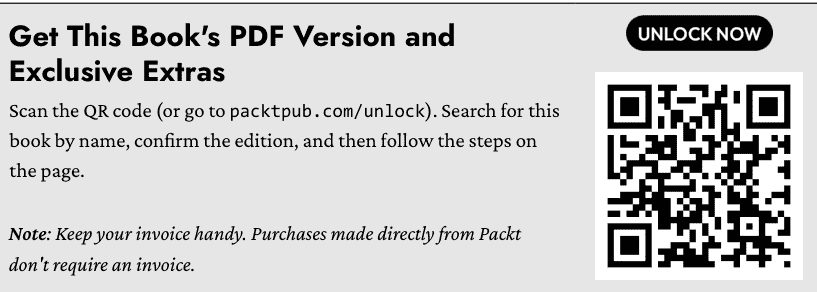 Get This Book's PDF Version and
Exclusive Extras
Scan the QR code (or go to packtpub.com/unlock). Search for this
book by name, confirm the edition, and then follow the steps on
the page.
Note: Keep your invoice handy. Purchases made directly from Packt
don't require an invoice.
UNLOCK NOW